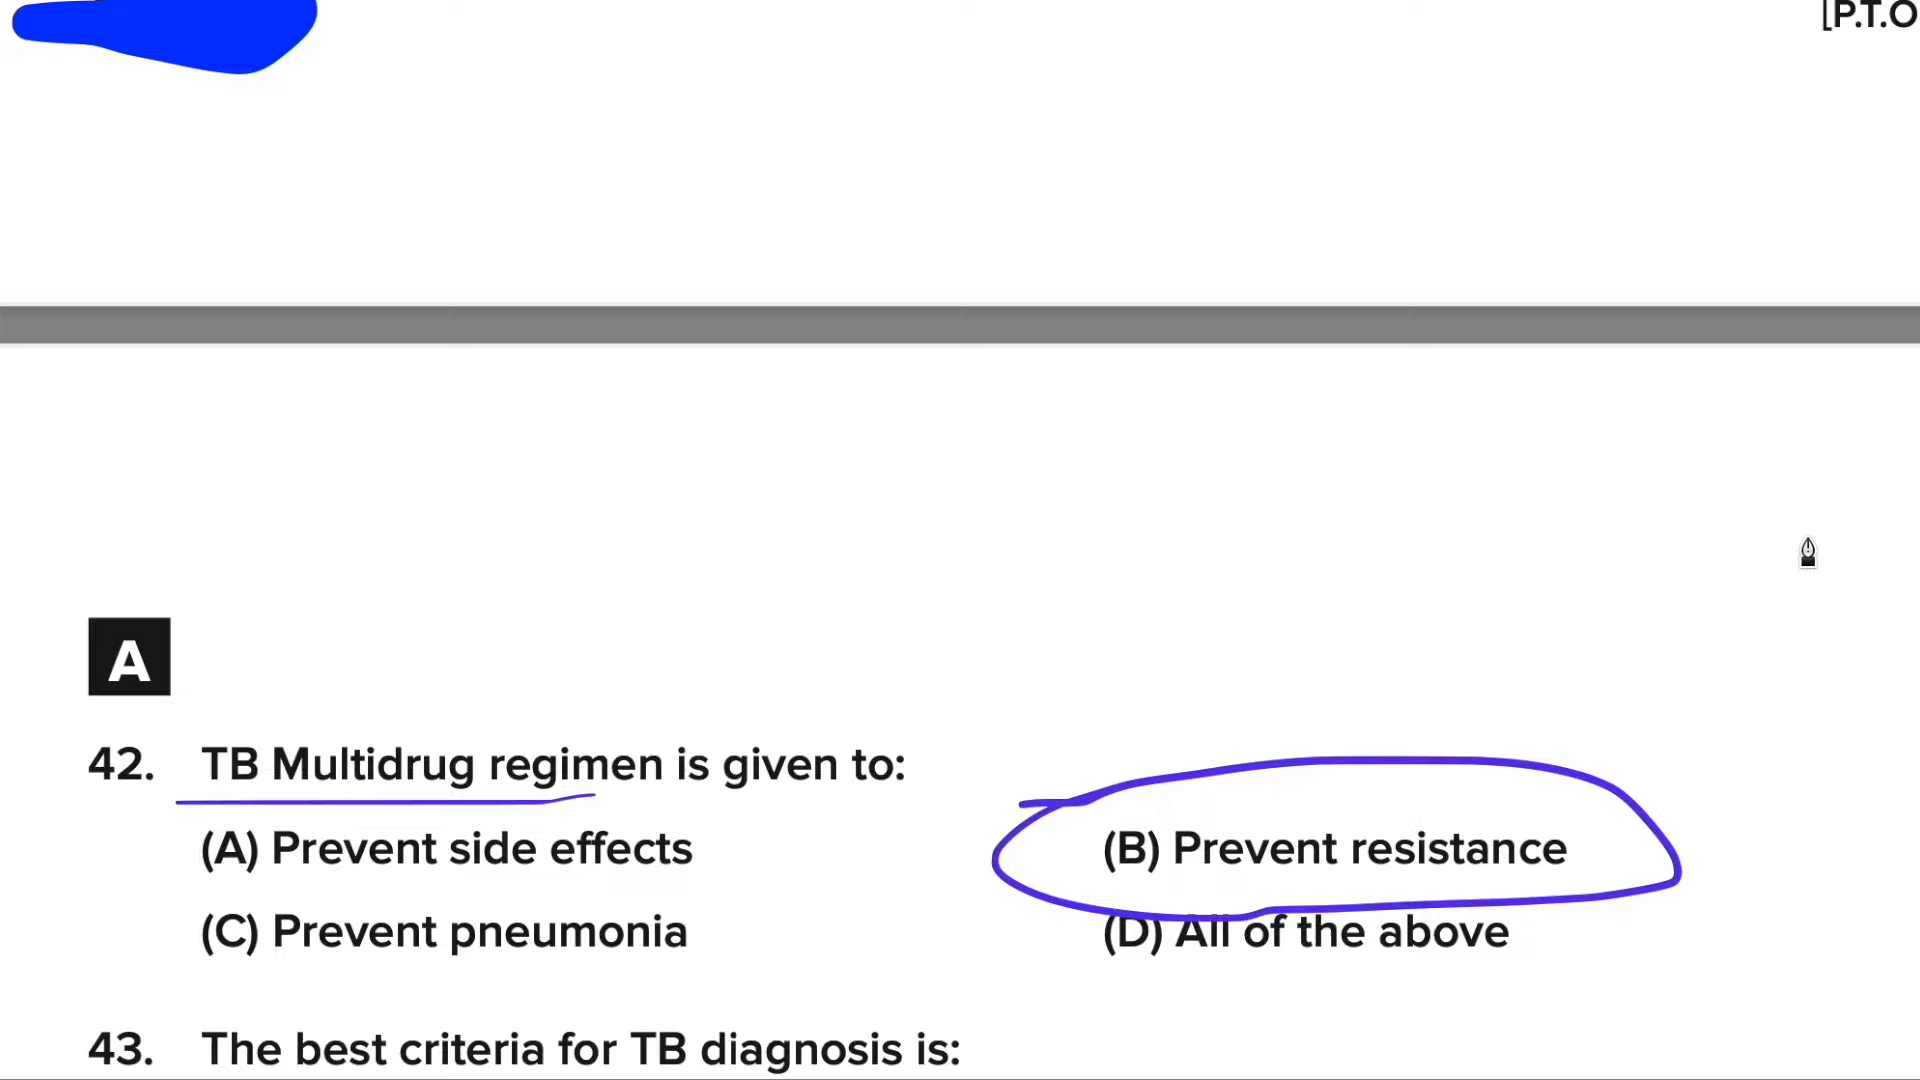 [P.T.O
A
42. TB Multidrug regimen is given to:
(A) Prevent side effects (B) Prevent resistance
(C) Prevent pneumonia (D) All of the above
43. The best criteria for TB diagnosis is: